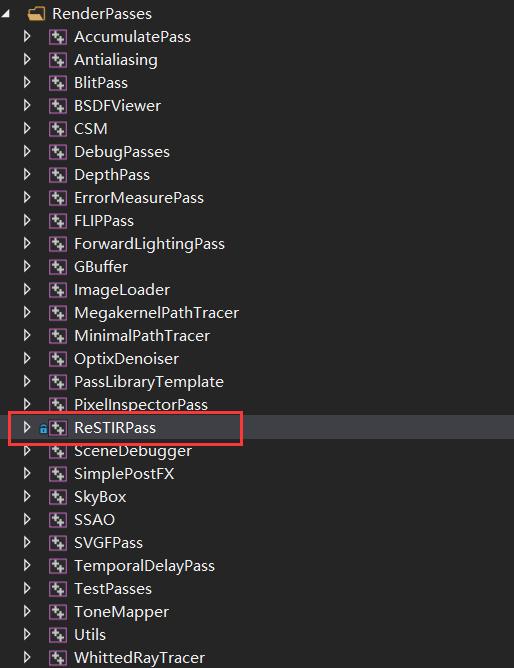 RenderPasses
AccumulatePass
Antialiasing
BlitPass
BSDFViewer
CSM
DebugPasses
DepthPass
ErrorMeasurePass
FLIPPass
ForwardLightingPass
GBuffer
ImageLoader
MegakernelPathTracer
MinimalPathTracer
OptixDenoiser
PassLibraryTemplate
PixelInspectorPass
ReSTIRPass
SceneDebugger
SimplePostFX
SkyBox
SSAO
SVGFPass
TemporalDelayPass
TestPasses
ToneMapper
Utils
WhittedRayTracer